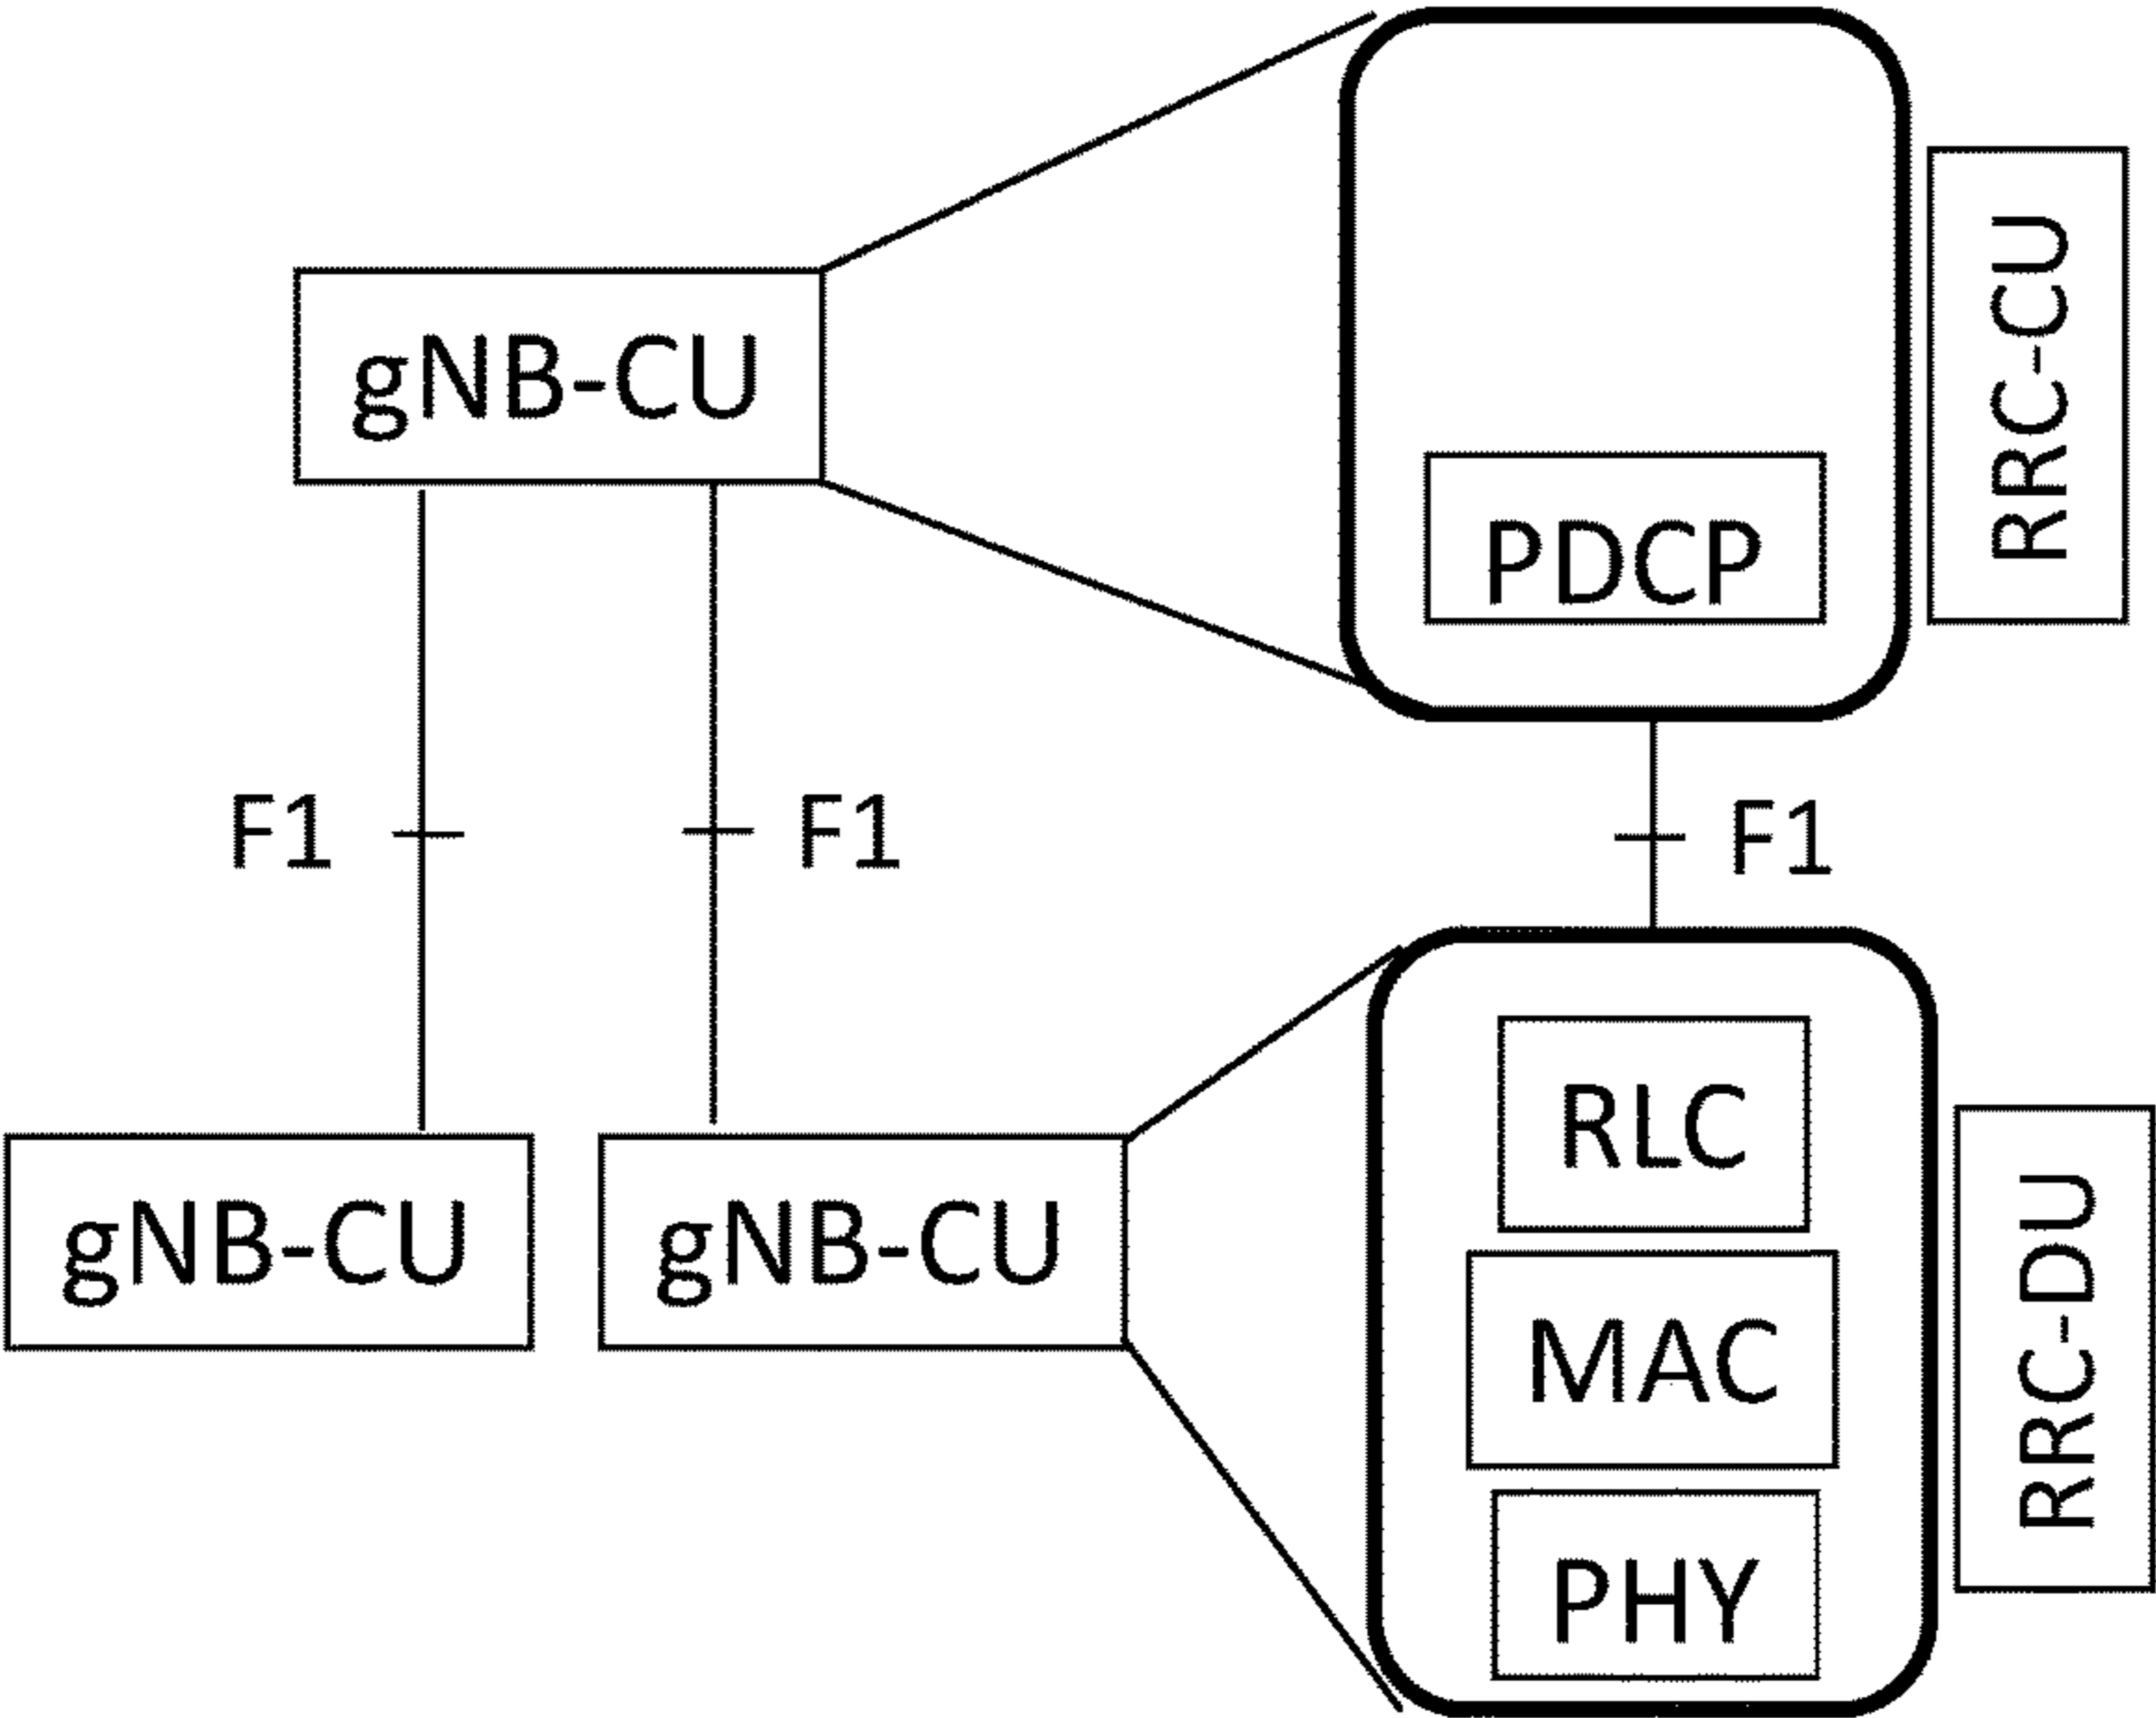 gNB-CU
PDCP
RRC-CU
F1
F1
F1
gNB-CU
gNB-CU
RLC
MAC
PHY
RRC-DU